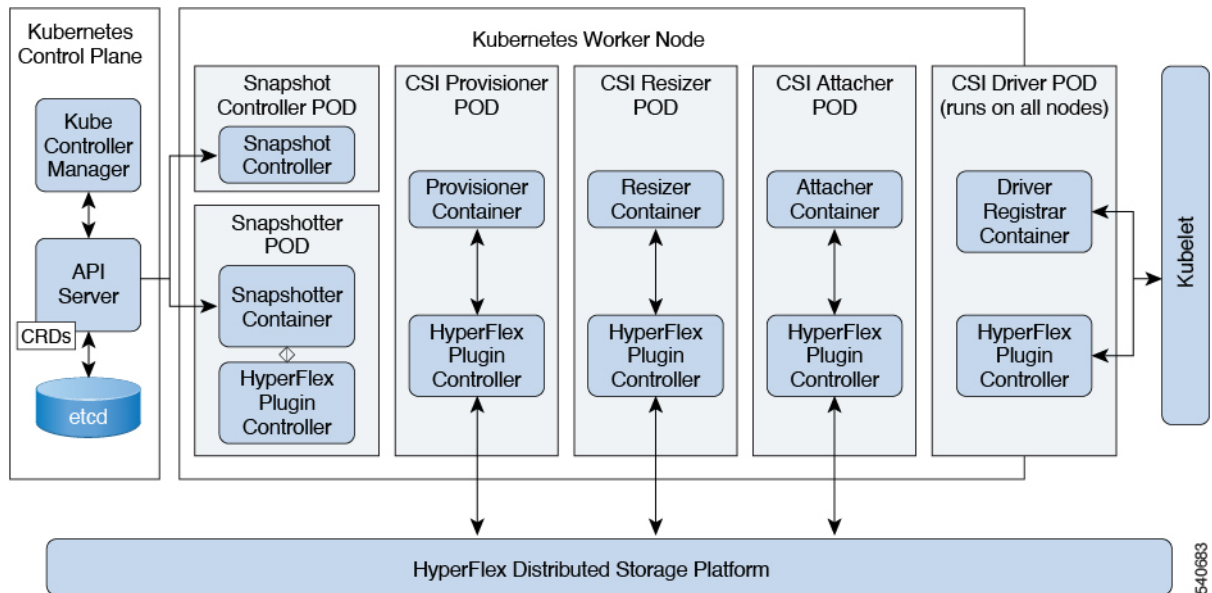 Kubernetes
Control Plane
Kube
Controller
Manager
API
Server
CRDs
etcd
Kubernetes Worker Node
Snapshot
Controller POD
Snapshot
Controller
Snapshotter
POD
Snapshotter
Container
HyperFlex
Plugin
Controller
CSI Provisioner
POD
Provisioner
Container
HyperFlex
Plugin
Controller
CSI Resizer
POD
Resizer
Container
HyperFlex
Plugin
Controller
CSI Attacher
POD
Attacher
Container
HyperFlex
Plugin
Controller
CSI Driver POD
(runs on all nodes)
Driver
Registrar
Container
HyperFlex
Plugin
Controller
Kubelet
HyperFlex Distributed Storage Platform
540683